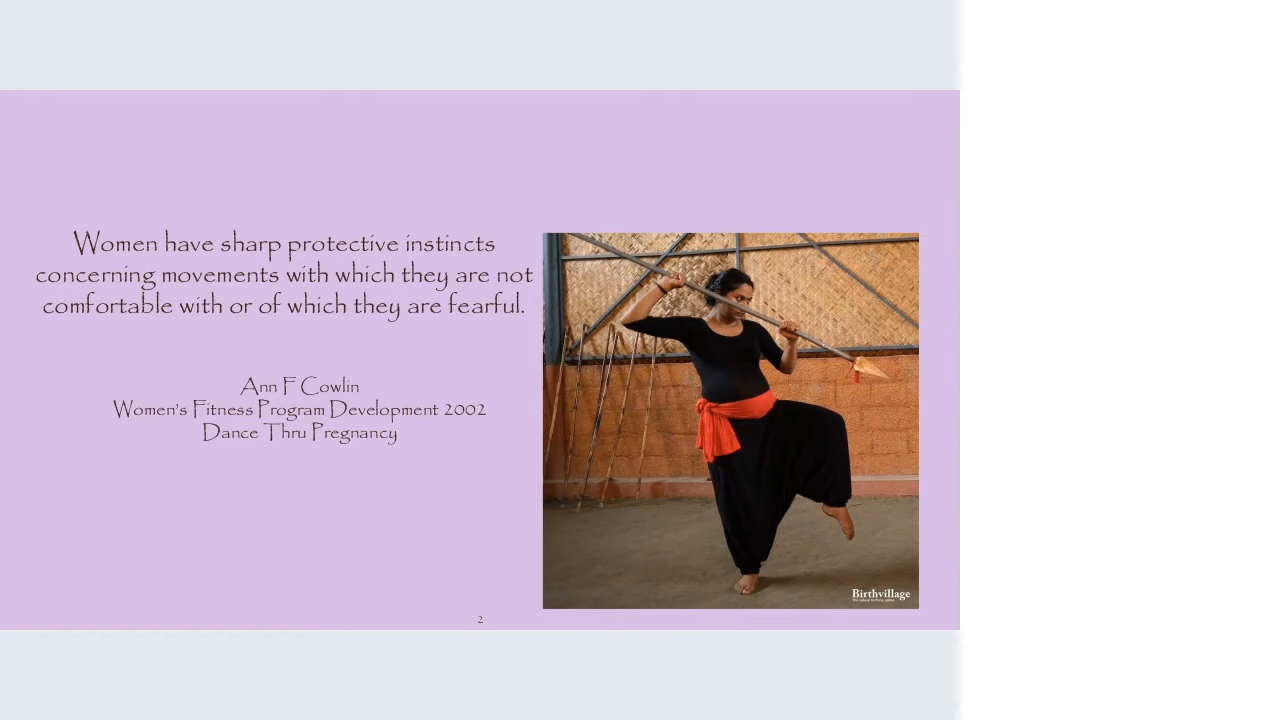 Women have sharp protective instincts
concerning movements with which they are not
comfortable with or of which they are fearful.
Ann F Cowlin
Women's Fitness Program Development 2002
Dance Thru Pregnancy
Birthvillage
2